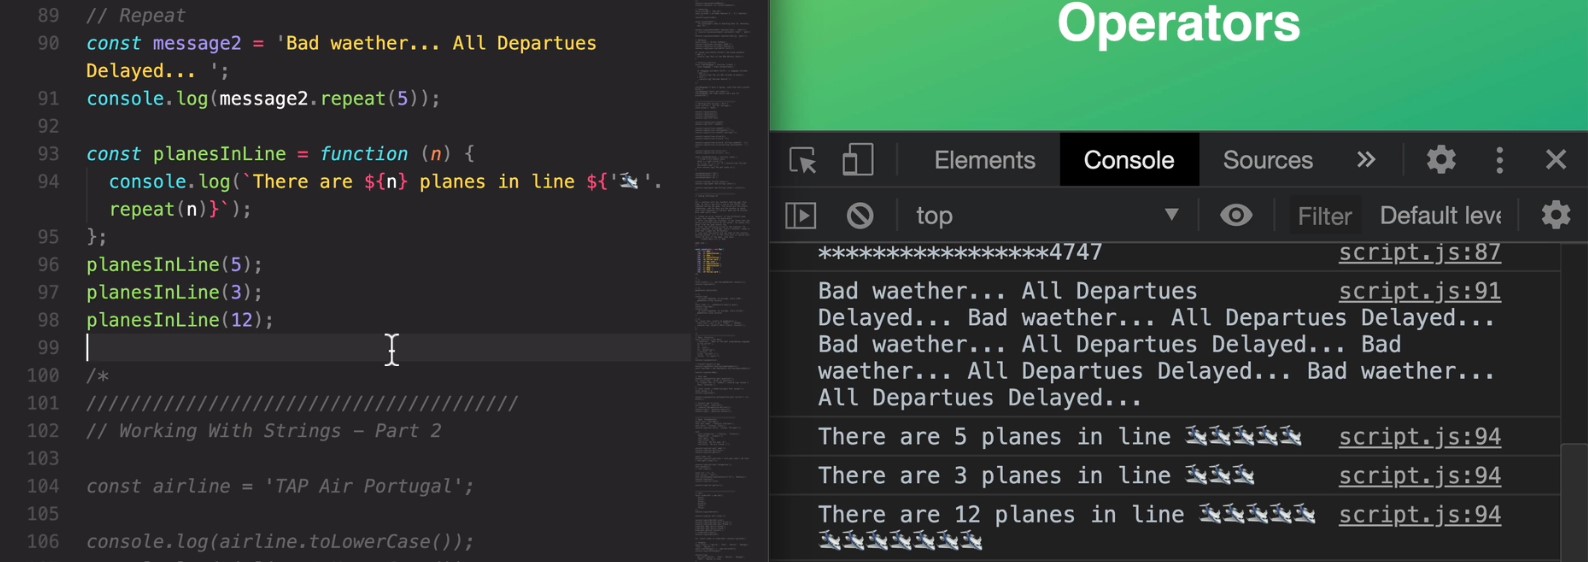 89 // Repeat
90 const message2 = 'Bad waether... All Departues
Delayed... ';
91 console.log(message2.repeat(5));
92
93 const planesInLine = function (n) {
94 console.log(`There are ${n} planes in line ${'🛩'.
repeat(n)}`);
95 };
96 planesInLine(5);
97 planesInLine(3);
98 planesInLine(12);
99
100 /*
101 ///////////////////////////////////////
102 // Working With Strings - Part 2
103
104 const airline = 'TAP Air Portugal';
105
106 console.log(airline.toLowerCase());
Operators
Elements Console Sources »
top Filter Default leve
*****************4747 script.js:87
Bad waether... All Departues script.js:91
Delayed... Bad waether... All Departues Delayed...
Bad waether... All Departues Delayed... Bad
waether... All Departues Delayed... Bad waether...
All Departues Delayed...
There are 5 planes in line 🛩🛩🛩🛩🛩 script.js:94
There are 3 planes in line 🛩🛩🛩 script.js:94
There are 12 planes in line 🛩🛩🛩🛩🛩 script.js:94
🛩🛩🛩🛩🛩🛩🛩